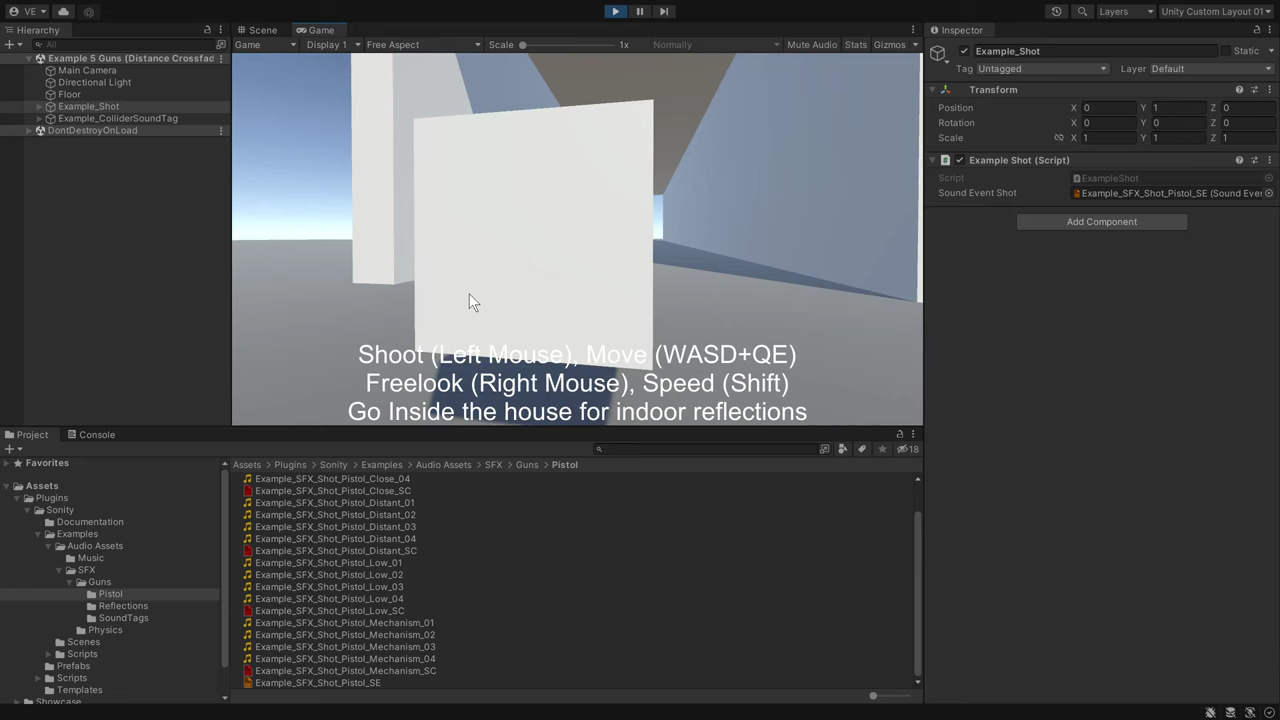 VE
Layers
Unity Custom Layout 01
Hierarchy
Scene
Game
Inspector
All
Game
Display 1
Free Aspect
Scale
1x
Normally
Mute Audio
Stats
Gizmos
Example_Shot
Static
Tag
Untagged
Layer
Default
Transform
Position
X
0
Y
1
Z
0
Rotation
X
0
Y
0
Z
0
Scale
X
1
Y
1
Z
1
Example Shot (Script)
Script
ExampleShot
Sound Event Shot
Example_SFX_Shot_Pistol_SE (Sound Ever
Add Component
Example 5 Guns (Distance Crossfad
Main Camera
Directional Light
Floor
Example_Shot
Example_ColliderSoundTag
DontDestroyOnLoad
Shoot (Left Mouse), Move (WASD+QE)
Freelook (Right Mouse), Speed (Shift)
Go Inside the house for indoor reflections
Project
Console
18
Favorites
Assets
Plugins
Sonity
Documentation
Examples
Audio Assets
Music
SFX
Guns
Pistol
Reflections
SoundTags
Physics
Scenes
Scripts
Prefabs
Scripts
Templates
Showcase
Assets > Plugins > Sonity > Examples > Audio Assets > SFX > Guns > Pistol
Example_SFX_Shot_Pistol_Close_04
Example_SFX_Shot_Pistol_Close_SC
Example_SFX_Shot_Pistol_Distant_01
Example_SFX_Shot_Pistol_Distant_02
Example_SFX_Shot_Pistol_Distant_03
Example_SFX_Shot_Pistol_Distant_04
Example_SFX_Shot_Pistol_Distant_SC
Example_SFX_Shot_Pistol_Low_01
Example_SFX_Shot_Pistol_Low_02
Example_SFX_Shot_Pistol_Low_03
Example_SFX_Shot_Pistol_Low_04
Example_SFX_Shot_Pistol_Low_SC
Example_SFX_Shot_Pistol_Mechanism_01
Example_SFX_Shot_Pistol_Mechanism_02
Example_SFX_Shot_Pistol_Mechanism_03
Example_SFX_Shot_Pistol_Mechanism_04
Example_SFX_Shot_Pistol_Mechanism_SC
Example_SFX_Shot_Pistol_SE